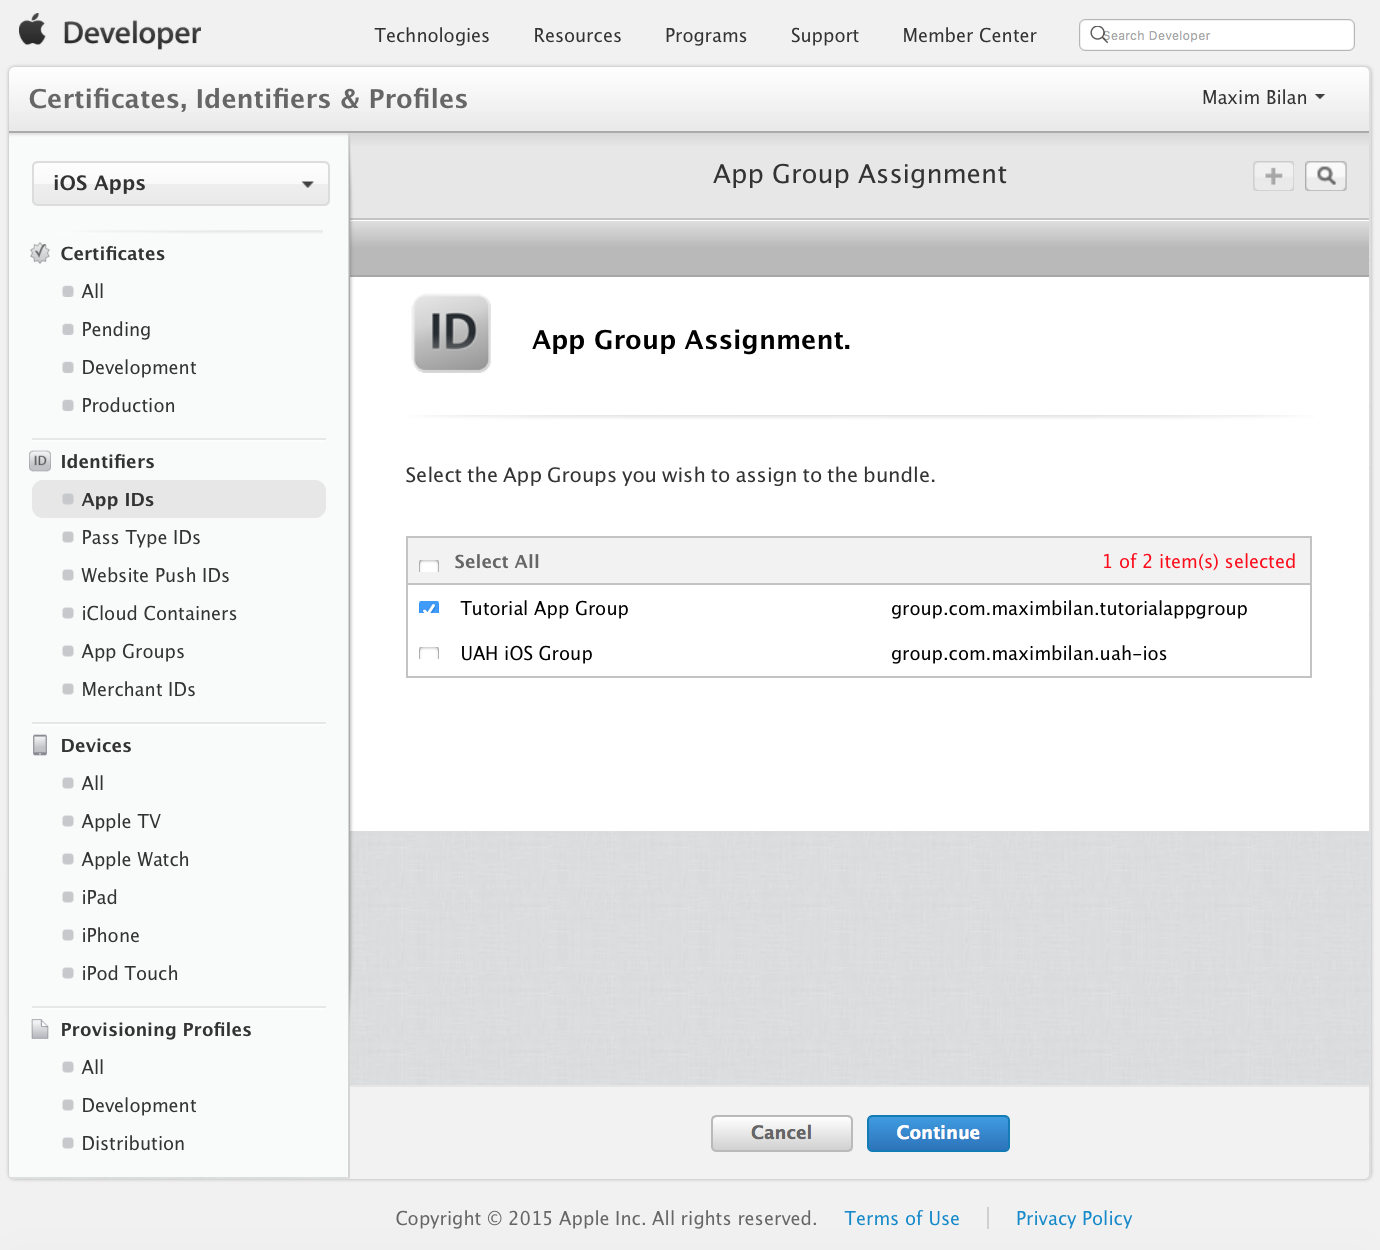 Developer
Technologies Resources Programs Support Member Center Search Developer
Certificates, Identifiers & Profiles
Maxim Bilan
iOS Apps
Certificates
All
Pending
Development
Production
ID Identifiers
App IDs
Pass Type IDs
Website Push IDs
iCloud Containers
App Groups
Merchant IDs
Devices
All
Apple TV
Apple Watch
iPad
iPhone
iPod Touch
Provisioning Profiles
All
Development
Distribution
App Group Assignment
ID App Group Assignment.
Select the App Groups you wish to assign to the bundle.
Select All 1 of 2 item(s) selected
Tutorial App Group group.com.maximbilan.tutorialappgroup
UAH iOS Group group.com.maximbilan.uah-ios
Cancel Continue
Copyright © 2015 Apple Inc. All rights reserved. Terms of Use Privacy Policy